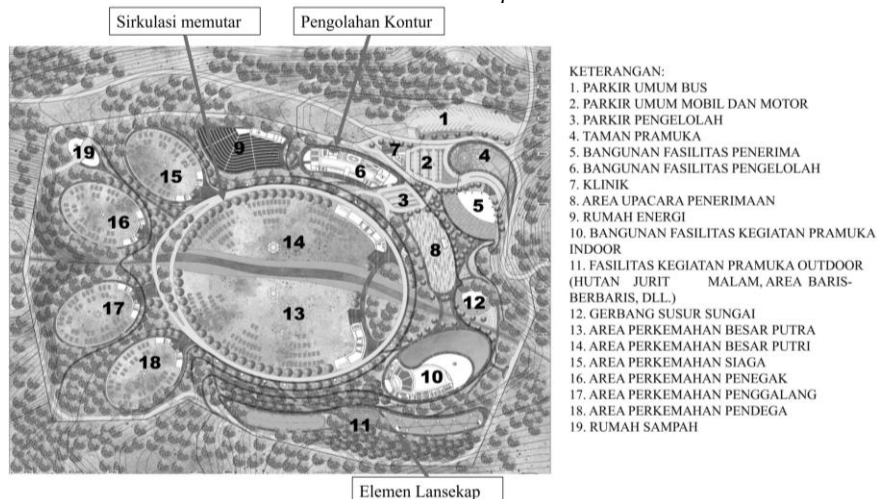 Sirkulasi memutar
Pengolahan Kontur
1
19
9
7
2
4
15
6
3
5
16
14
8
17
13
12
18
10
11
Elemen Lansekap
KETERANGAN:
1. PARKIR UMUM BUS
2. PARKIR UMUM MOBIL DAN MOTOR
3. PARKIR PENGELOLAH
4. TAMAN PRAMUKA
5. BANGUNAN FASILITAS PENERIMA
6. BANGUNAN FASILITAS PENGELOLAH
7. KLINIK
8. AREA UPACARA PENERIMAAN
9. RUMAH ENERGI
10. BANGUNAN FASILITAS KEGIATAN PRAMUKA
INDOOR
11. FASILITAS KEGIATAN PRAMUKA OUTDOOR
(HUTAN JURIT MALAM, AREA BARIS-
BERBARIS, DLL.)
12. GERBANG SUSUR SUNGAI
13. AREA PERKEMAHAN BESAR PUTRA
14. AREA PERKEMAHAN BESAR PUTRI
15. AREA PERKEMAHAN SIAGA
16. AREA PERKEMAHAN PENEGAK
17. AREA PERKEMAHAN PENGGALANG
18. AREA PERKEMAHAN PENDEGA
19. RUMAH SAMPAH